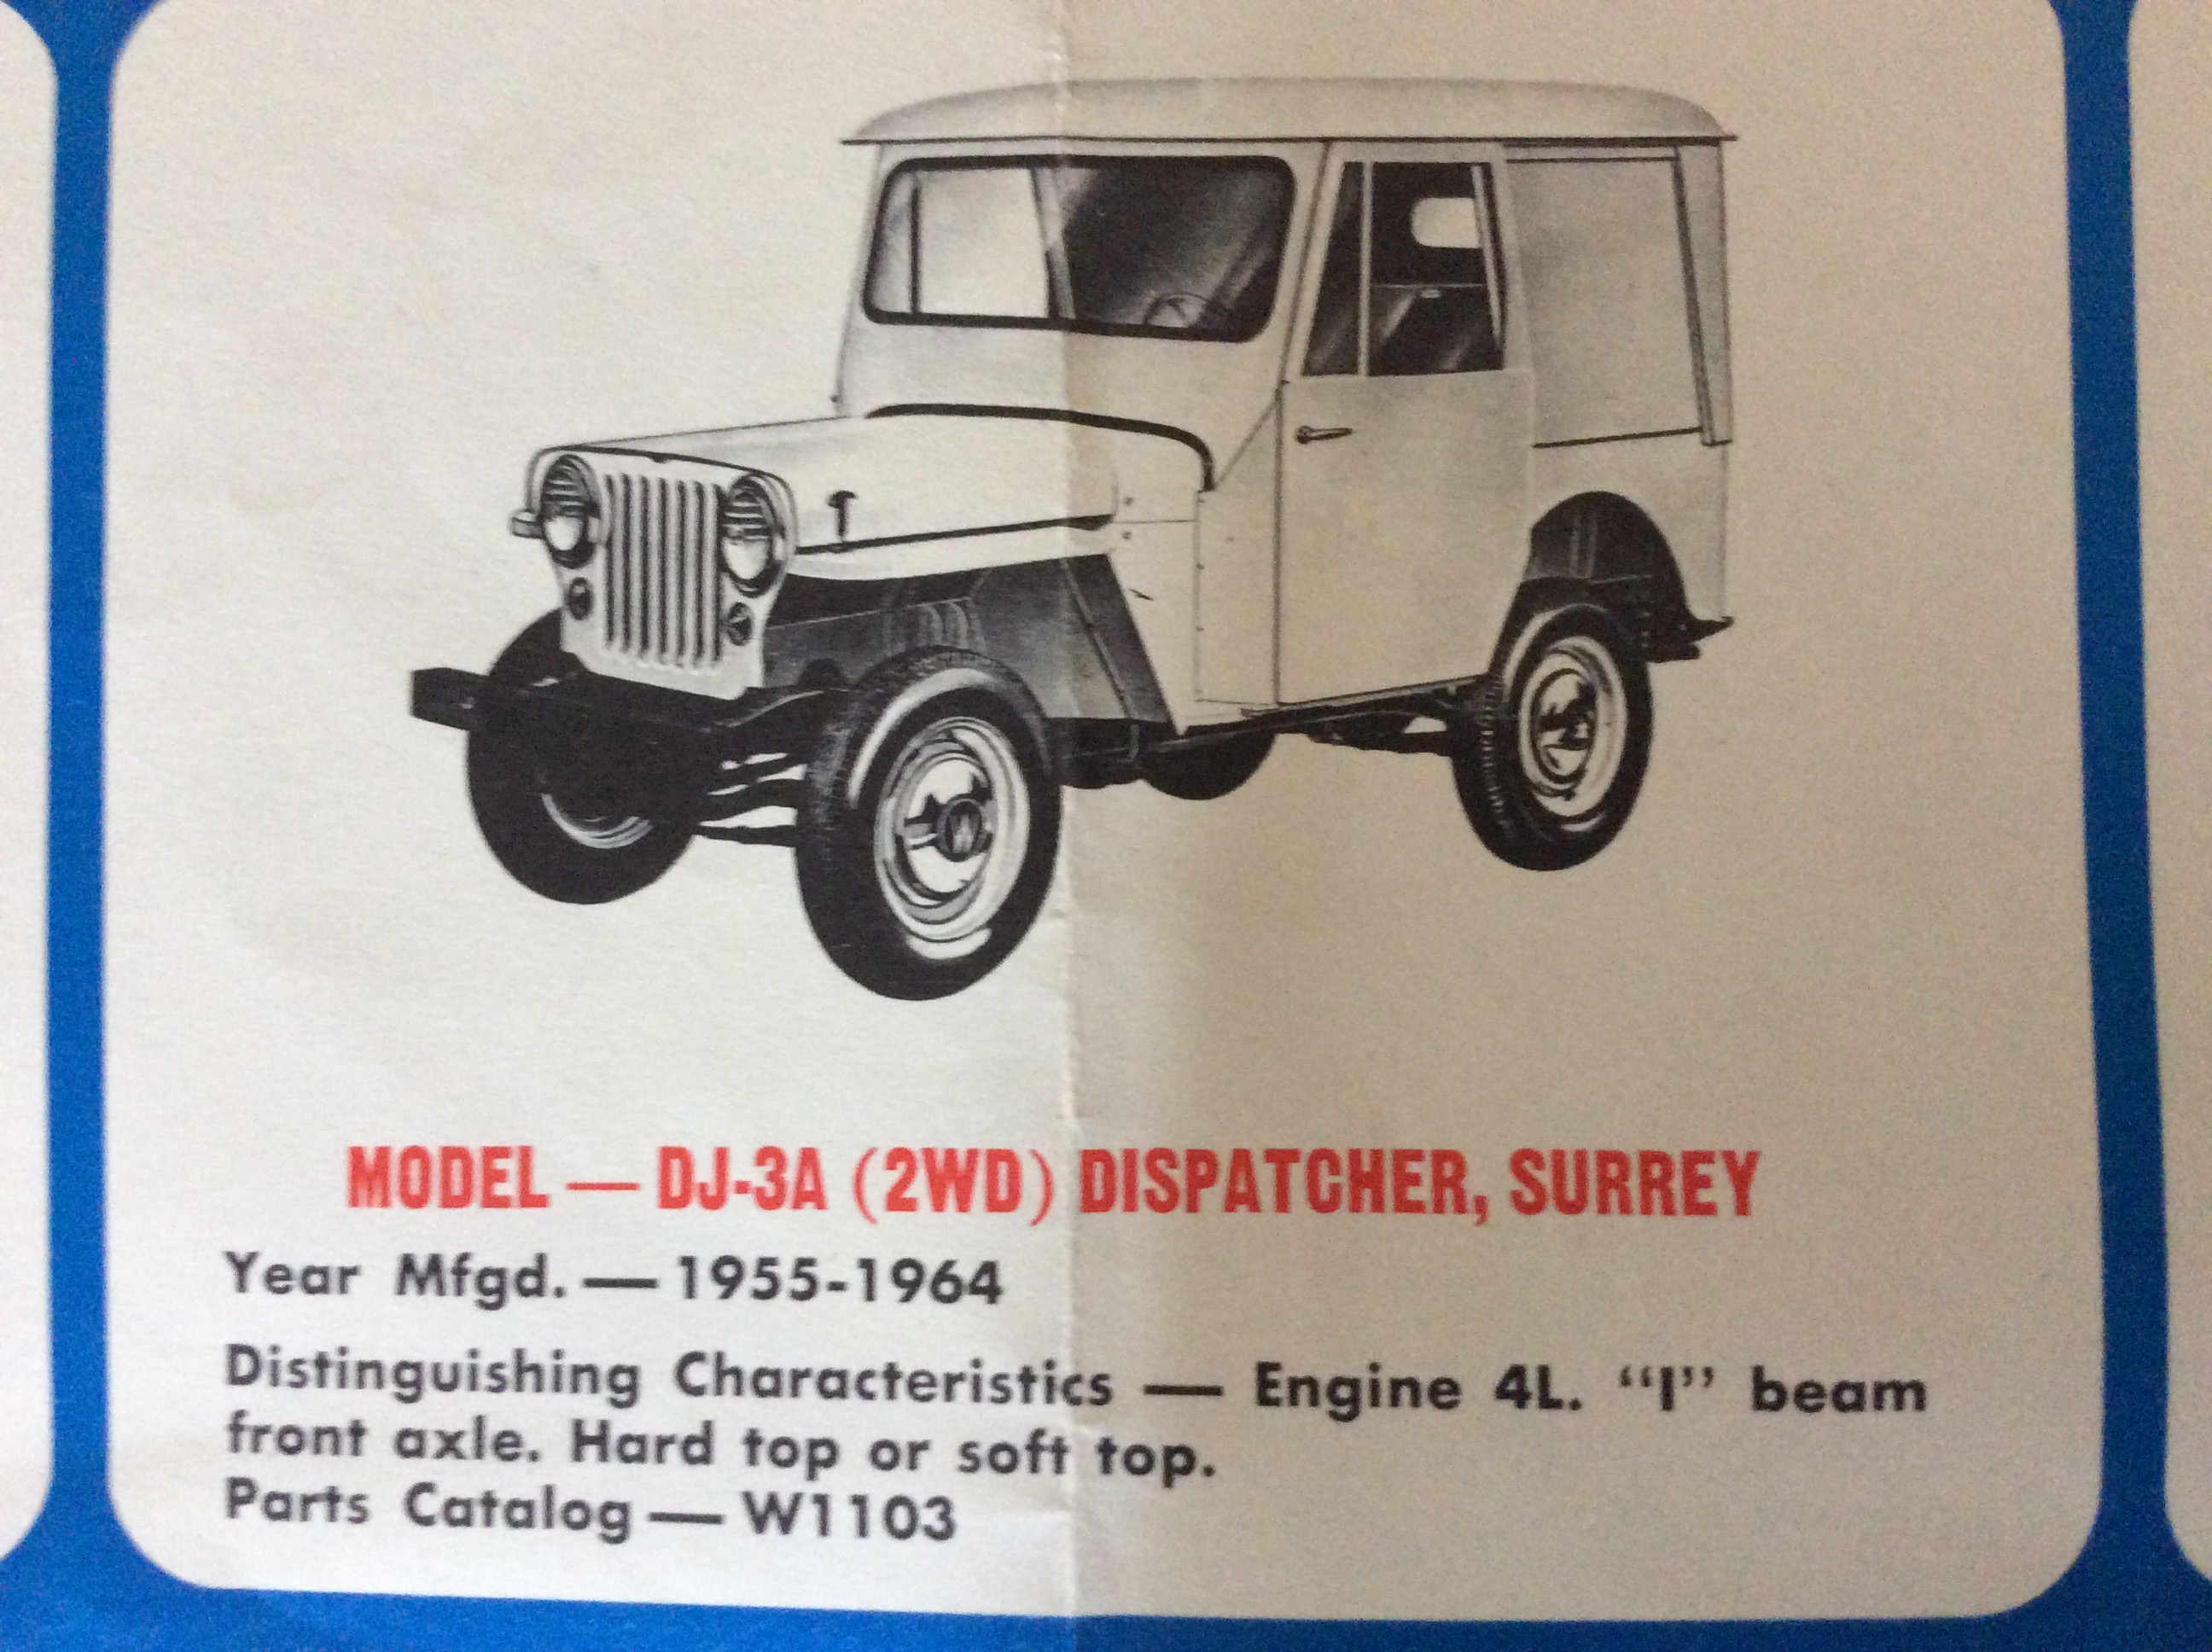 W
MODEL — DJ-3A (2WD) DISPATCHER, SURREY
Year Mfgd. — 1955-1964
Distinguishing Characteristics — Engine 4L. “I” beam
front axle. Hard top or soft top.
Parts Catalog — W1103